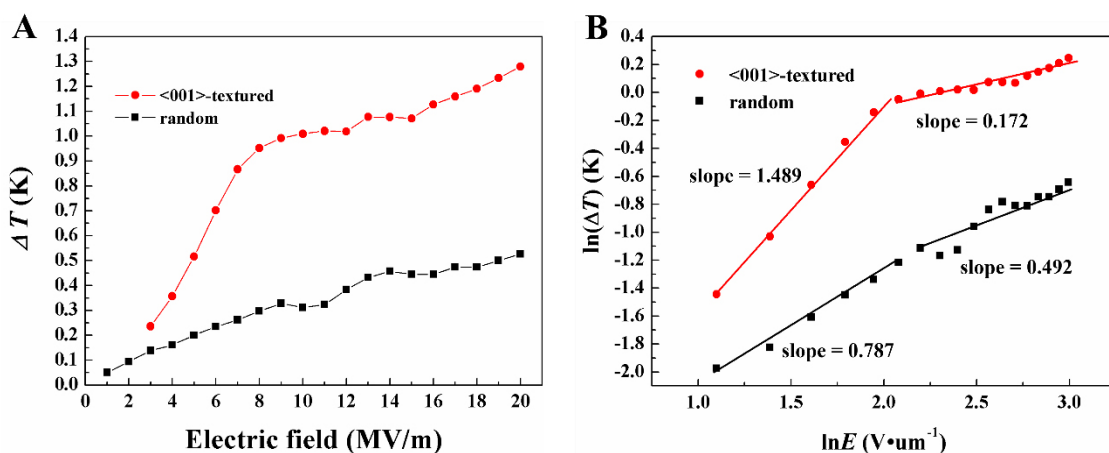 A
ΔT (K)
1.3
1.2
1.1
1.0
0.9
0.8
0.7
0.6
0.5
0.4
0.3
0.2
0.1
0.0
<001>-textured
random
0 2 4 6 8 10 12 14 16 18 20
Electric field (MV/m)
B
ln(ΔT) (K)
0.4
0.2
0.0
-0.2
-0.4
-0.6
-0.8
-1.0
-1.2
-1.4
-1.6
-1.8
-2.0
<001>-textured
random
slope = 0.172
slope = 1.489
slope = 0.492
slope = 0.787
1.0 1.5 2.0 2.5 3.0
lnE (V•um⁻¹)